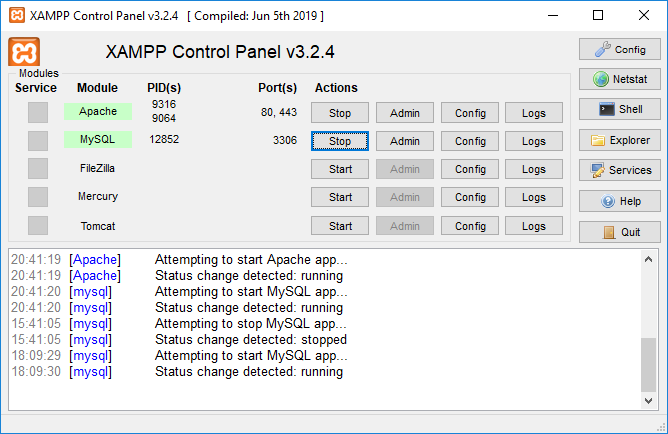 XAMPP Control Panel v3.2.4 [ Compiled: Jun 5th 2019 ]
XAMPP Control Panel v3.2.4
Config
Modules
Service Module PID(s) Port(s) Actions
Netstat
Apache 9316 9064 80, 443 Stop Admin Config Logs
Shell
MySQL 12852 3306 Stop Admin Config Logs
Explorer
FileZilla Start Admin Config Logs
Services
Mercury Start Admin Config Logs
Help
Tomcat Start Admin Config Logs
Quit
20:41:19 [Apache] Attempting to start Apache app...
20:41:19 [Apache] Status change detected: running
20:41:20 [mysql] Attempting to start MySQL app...
20:41:20 [mysql] Status change detected: running
15:41:05 [mysql] Attempting to stop MySQL app...
15:41:05 [mysql] Status change detected: stopped
18:09:29 [mysql] Attempting to start MySQL app...
18:09:30 [mysql] Status change detected: running